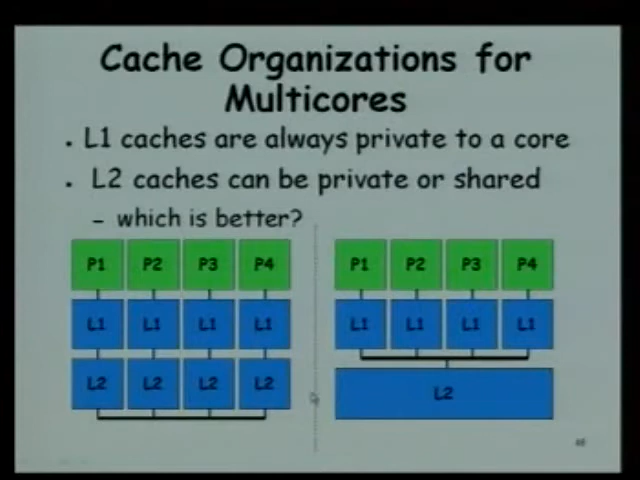 Cache Organizations for
Multicores
• L1 caches are always private to a core
• L2 caches can be private or shared
– which is better?
P1 P2 P3 P4 P1 P2 P3 P4
L1 L1 L1 L1 L1 L1 L1 L1
L2 L2 L2 L2 L2